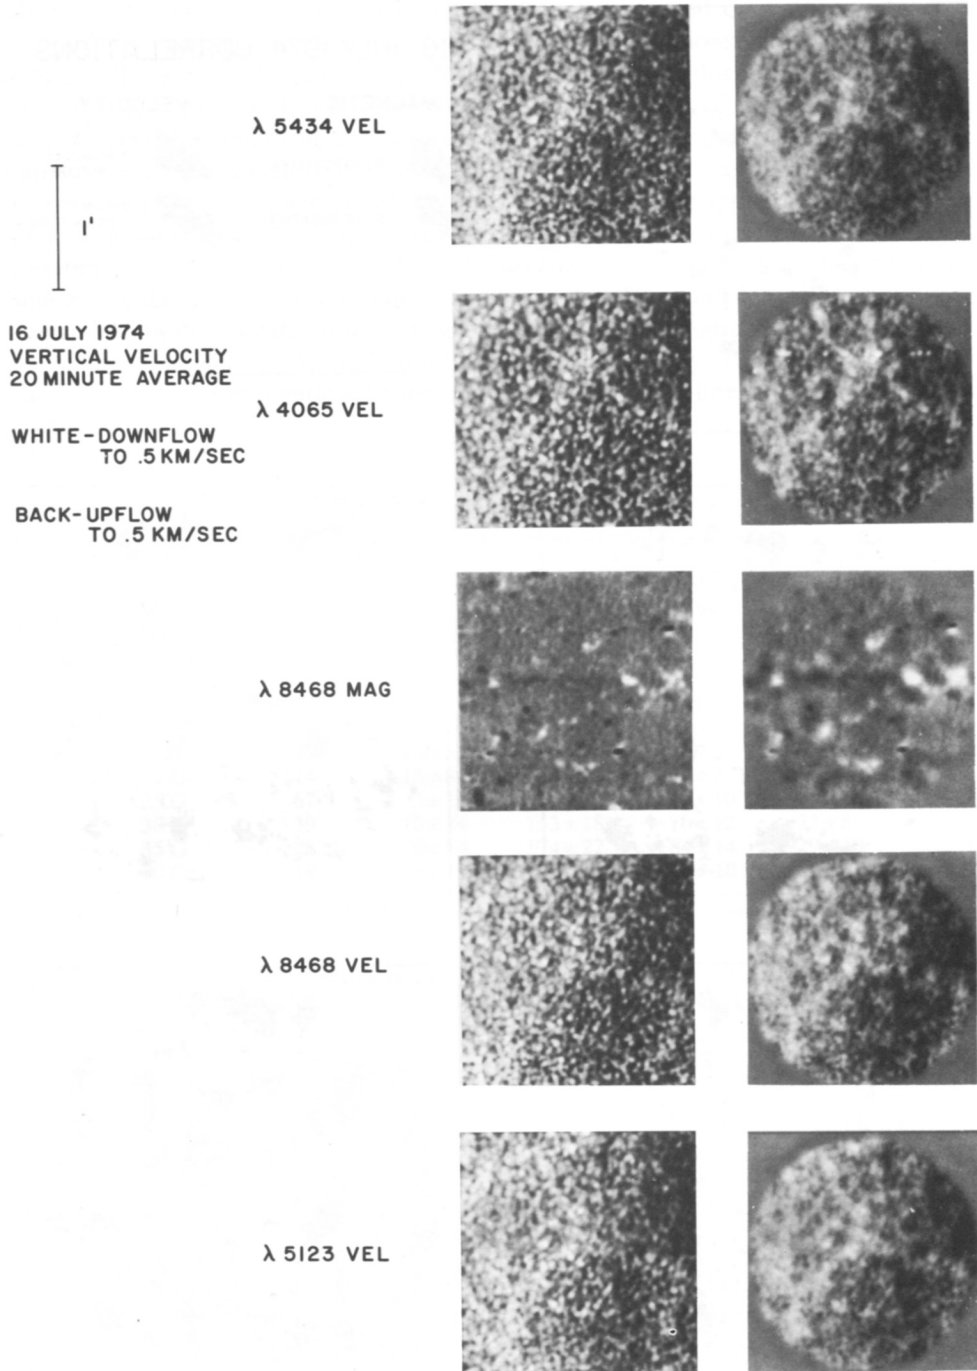 λ 5434 VEL
1'
16 JULY 1974
VERTICAL VELOCITY
20 MINUTE AVERAGE
λ 4065 VEL
WHITE-DOWNFLOW
TO .5 KM/SEC
BACK-UPFLOW
TO .5 KM/SEC
λ 8468 MAG
λ 8468 VEL
λ 5123 VEL